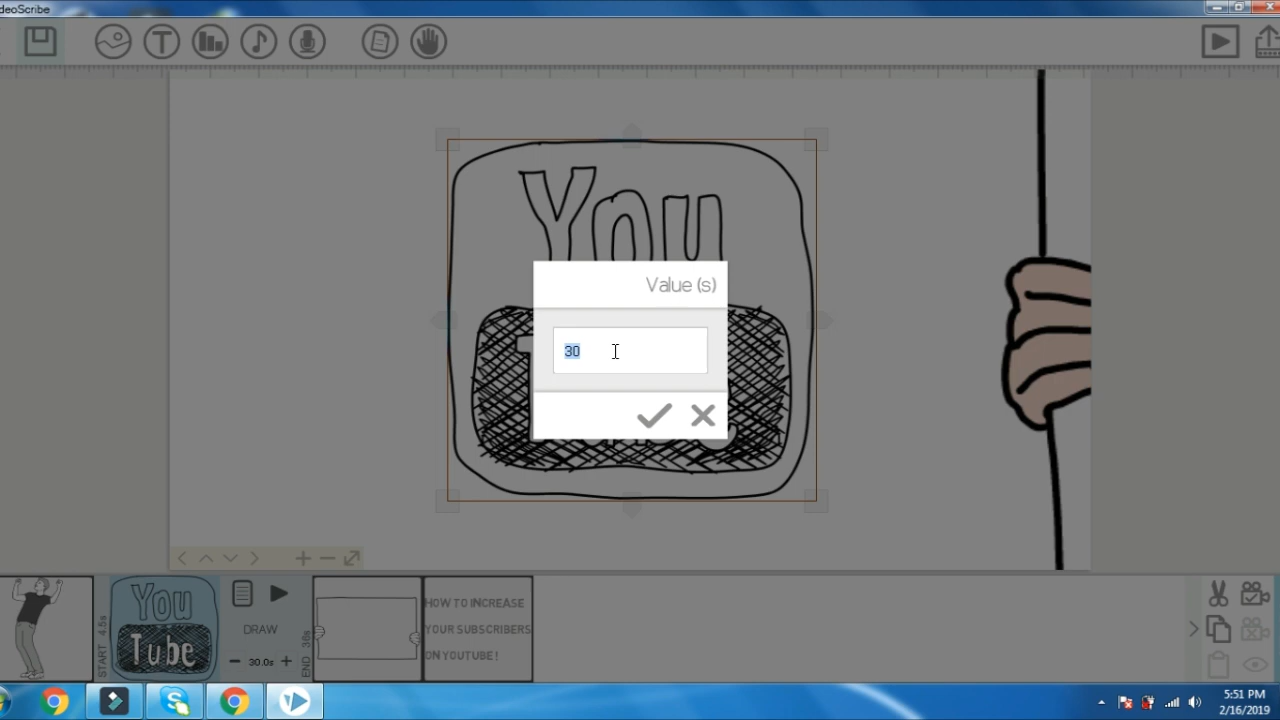 deoScribe
You
Value (s)
30
You
Tube
START 4.5s
DRAW
30.0s
END 36s
HOW TO INCREASE
YOUR SUBSCRIBERS
ON YOUTUBE!
5:51 PM
2/16/2019